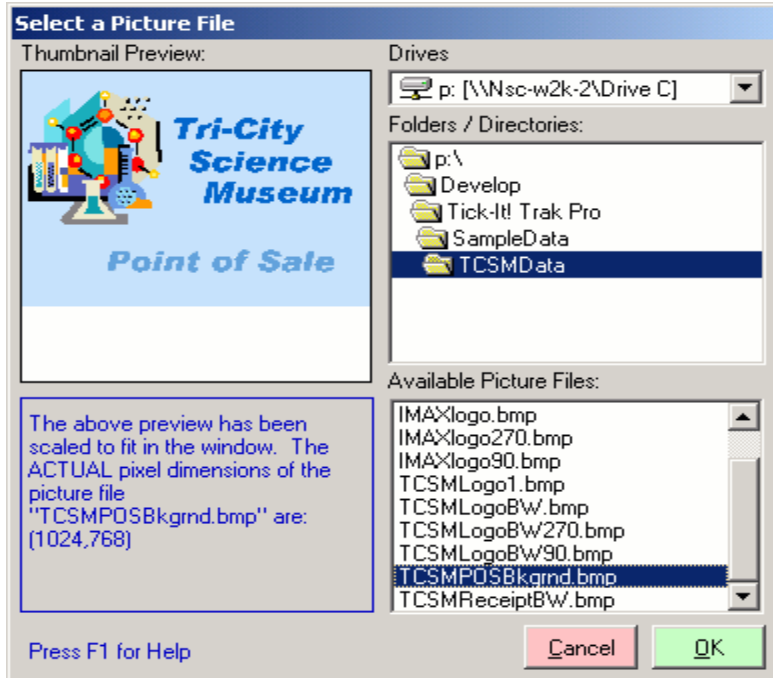 Select a Picture File
Thumbnail Preview:
Tri-City
Science
Museum
Point of Sale
The above preview has been
scaled to fit in the window. The
ACTUAL pixel dimensions of the
picture file
"TCSMPOSBkgrnd.bmp" are:
(1024,768)
Press F1 for Help
Drives
p: [\\Nsc-w2k-2\Drive C]
Folders / Directories:
p:\
Develop
Tick-It! Trak Pro
SampleData
TCSMData
Available Picture Files:
IMAXlogo.bmp
IMAXlogo270.bmp
IMAXlogo90.bmp
TCSMLogo1.bmp
TCSMLogoBW.bmp
TCSMLogoBW270.bmp
TCSMLogoBW90.bmp
TCSMPOSBkgrnd.bmp
TCSMReceiptBW.bmp
Cancel
OK